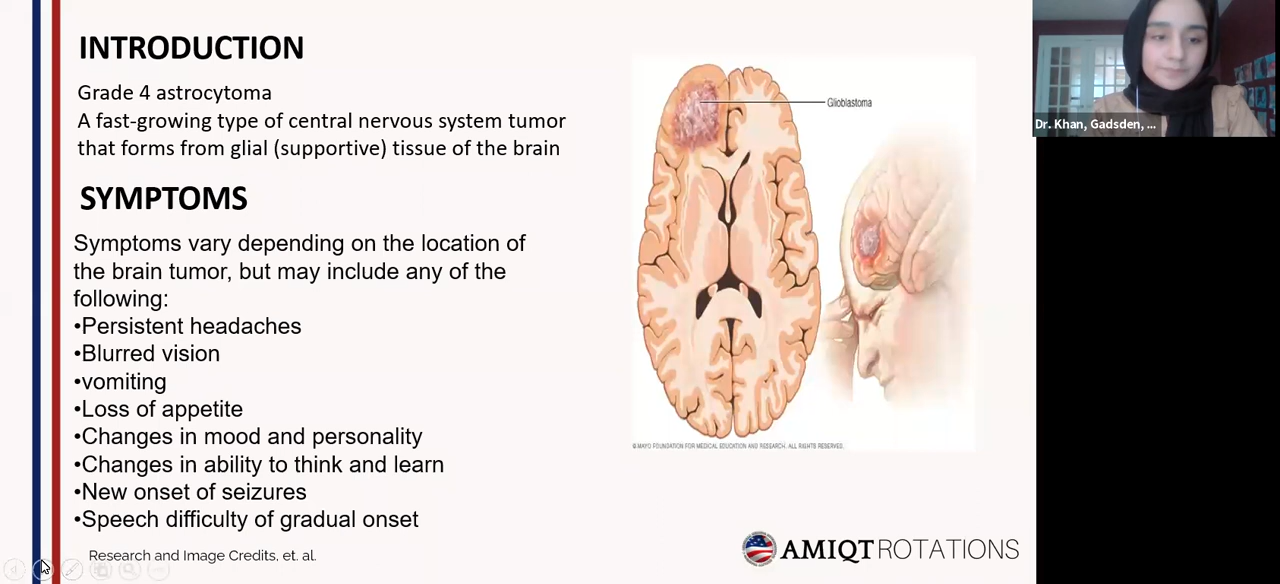 INTRODUCTION
Grade 4 astrocytoma
A fast-growing type of central nervous system tumor
that forms from glial (supportive) tissue of the brain
SYMPTOMS
Symptoms vary depending on the location of
the brain tumor, but may include any of the
following:
•Persistent headaches
•Blurred vision
•vomiting
•Loss of appetite
•Changes in mood and personality
•Changes in ability to think and learn
•New onset of seizures
•Speech difficulty of gradual onset
Research and Image Credits, et. al.
Glioblastoma
© MAYO FOUNDATION FOR MEDICAL EDUCATION AND RESEARCH. ALL RIGHTS RESERVED.
AMIQT ROTATIONS
Dr. Khan, Gadsden, ...